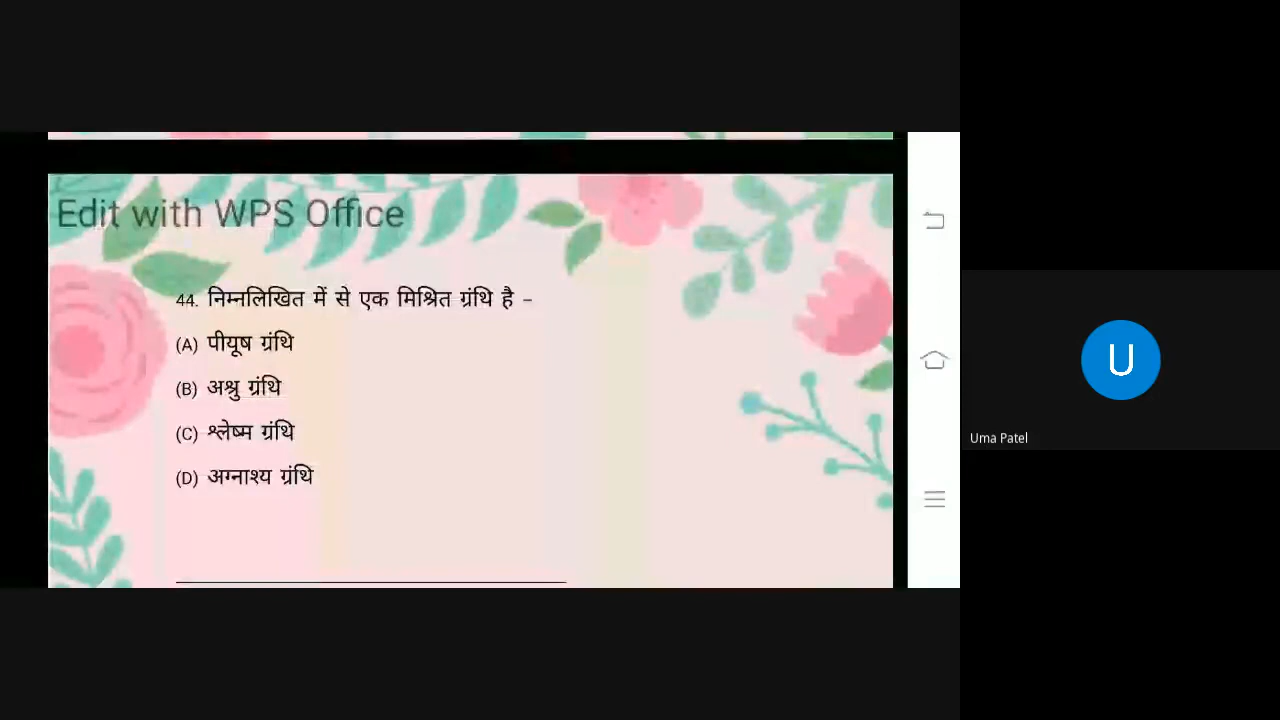 Edit with WPS Office
44. निम्नलिखित में से एक मिश्रित ग्रंथि है –
(A) पीयूष ग्रंथि
(B) अश्रु ग्रंथि
(C) श्लेष्म ग्रंथि
(D) अग्नाश्य ग्रंथि
U
Uma Patel